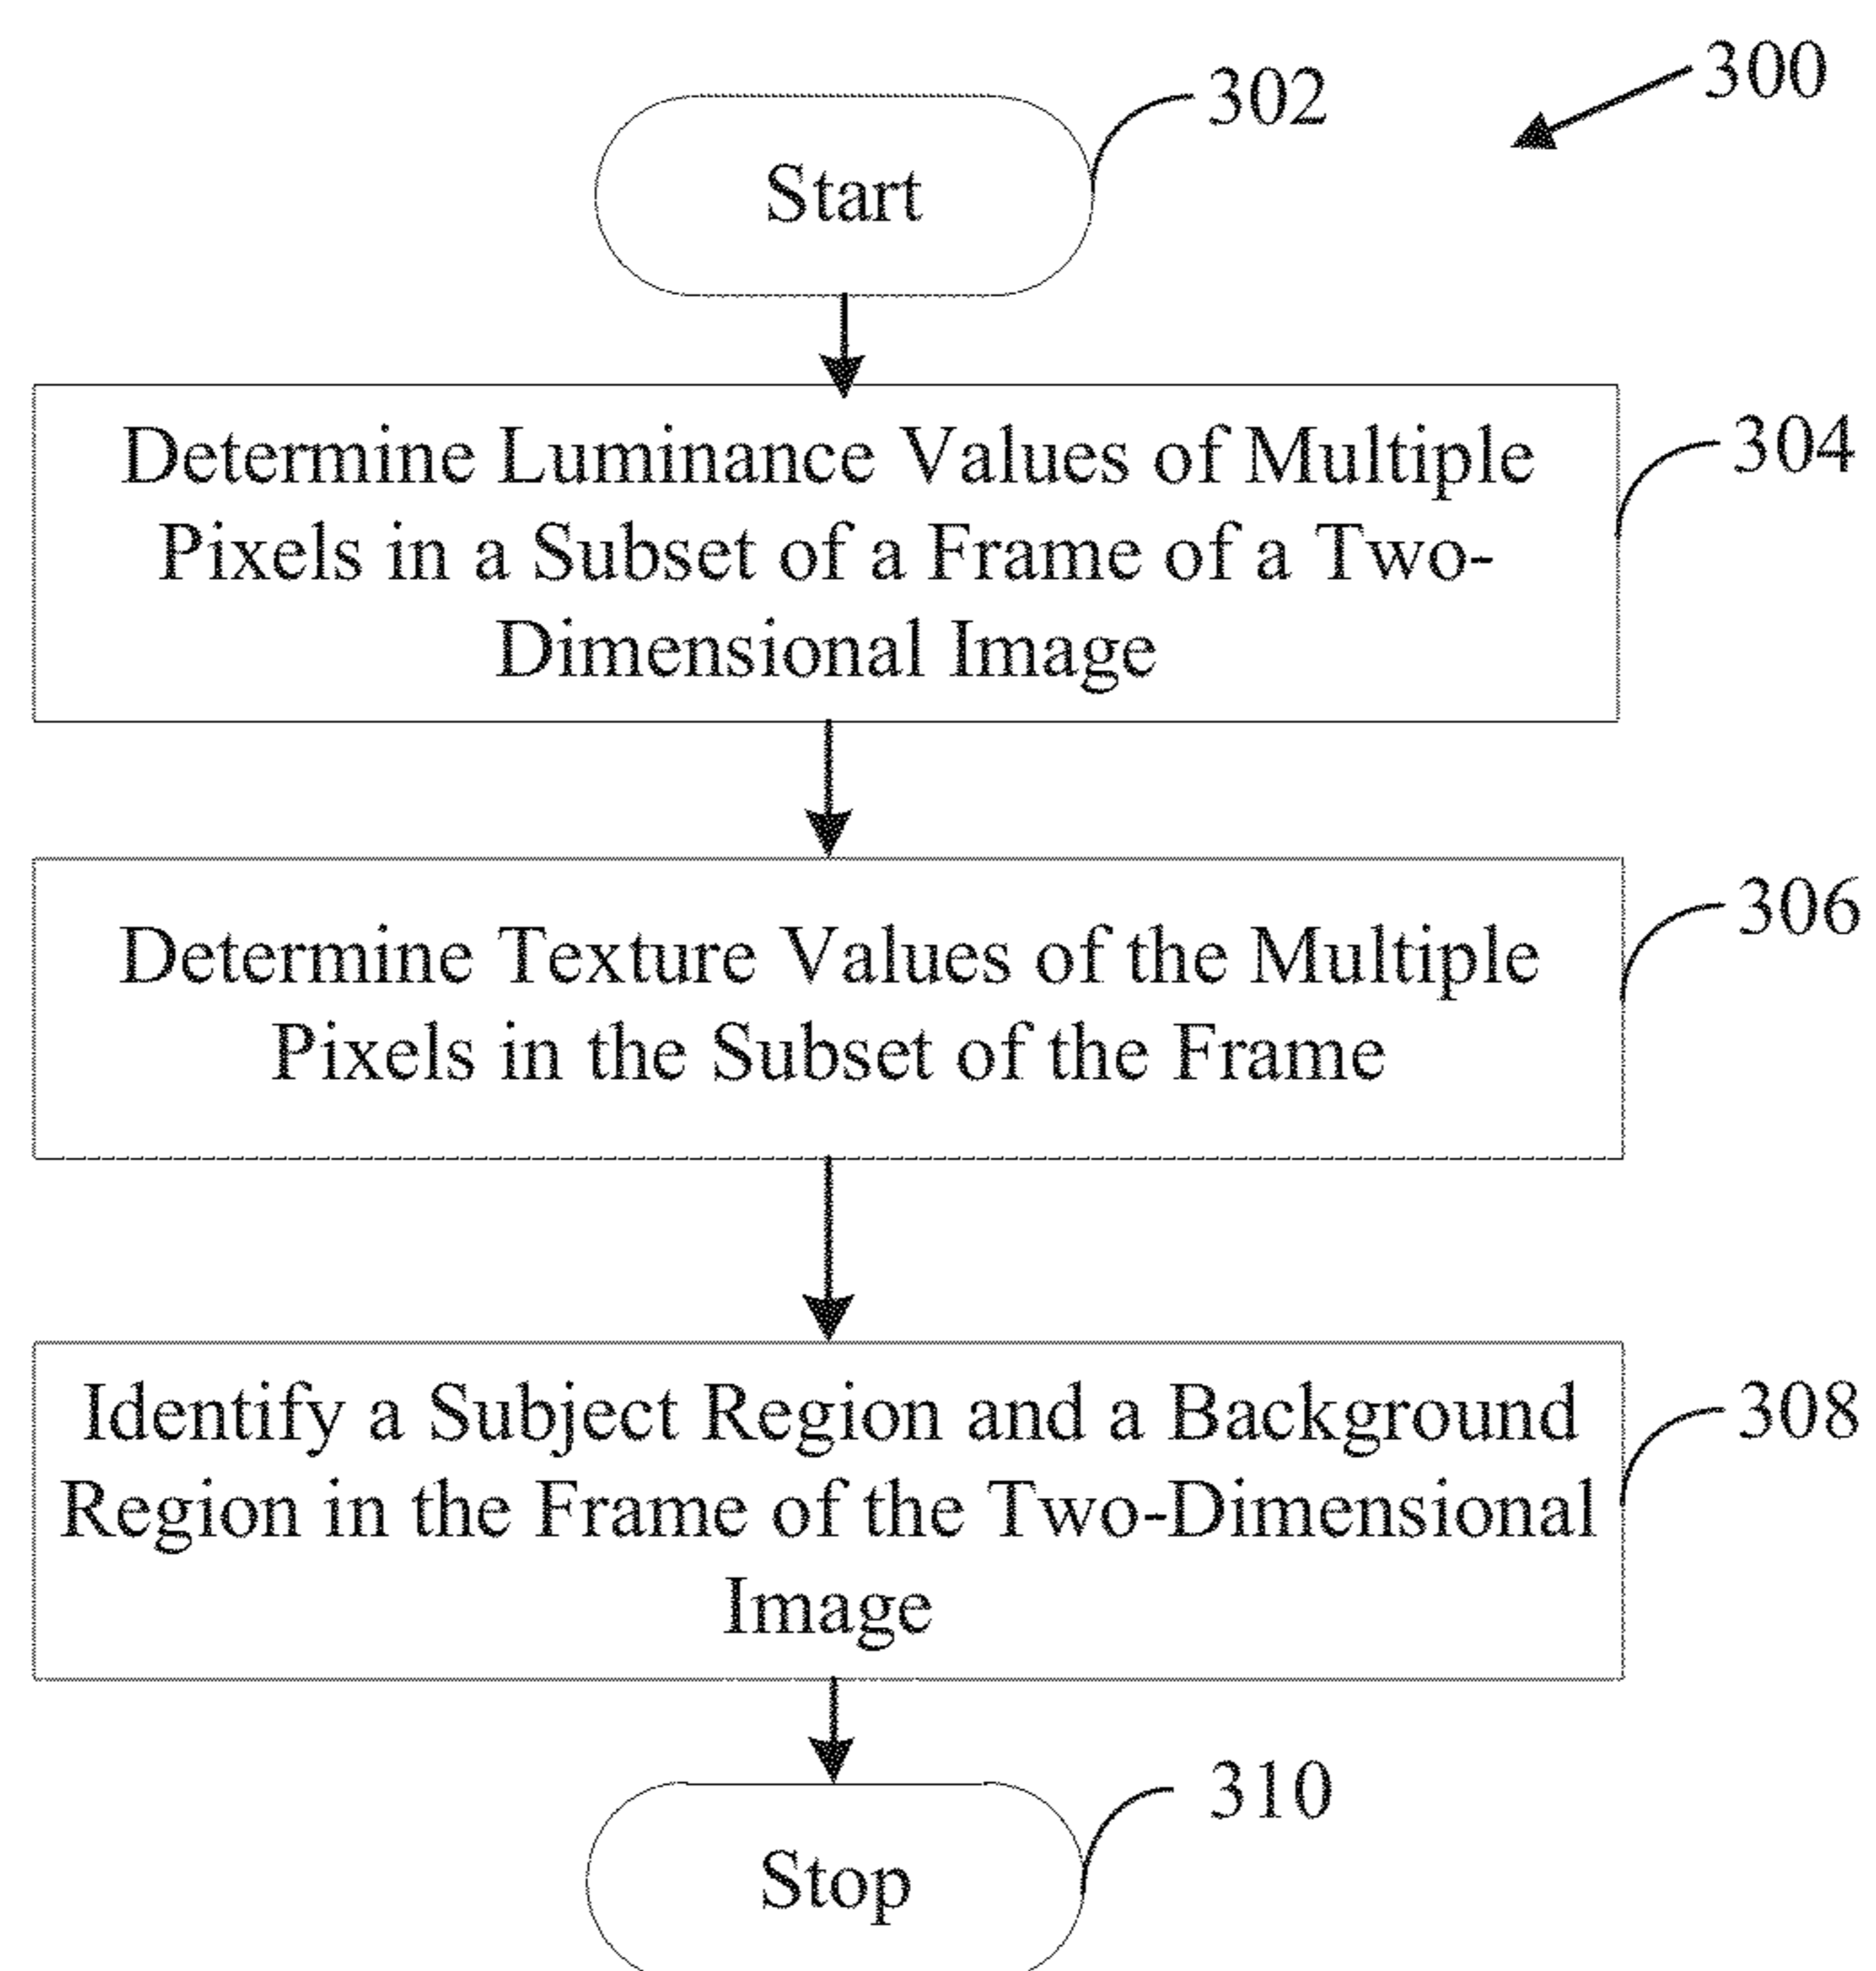 300
302
Start
304
Determine Luminance Values of Multiple
Pixels in a Subset of a Frame of a Two-
Dimensional Image
306
Determine Texture Values of the Multiple
Pixels in the Subset of the Frame
308
Identify a Subject Region and a Background
Region in the Frame of the Two-Dimensional
Image
310
Stop